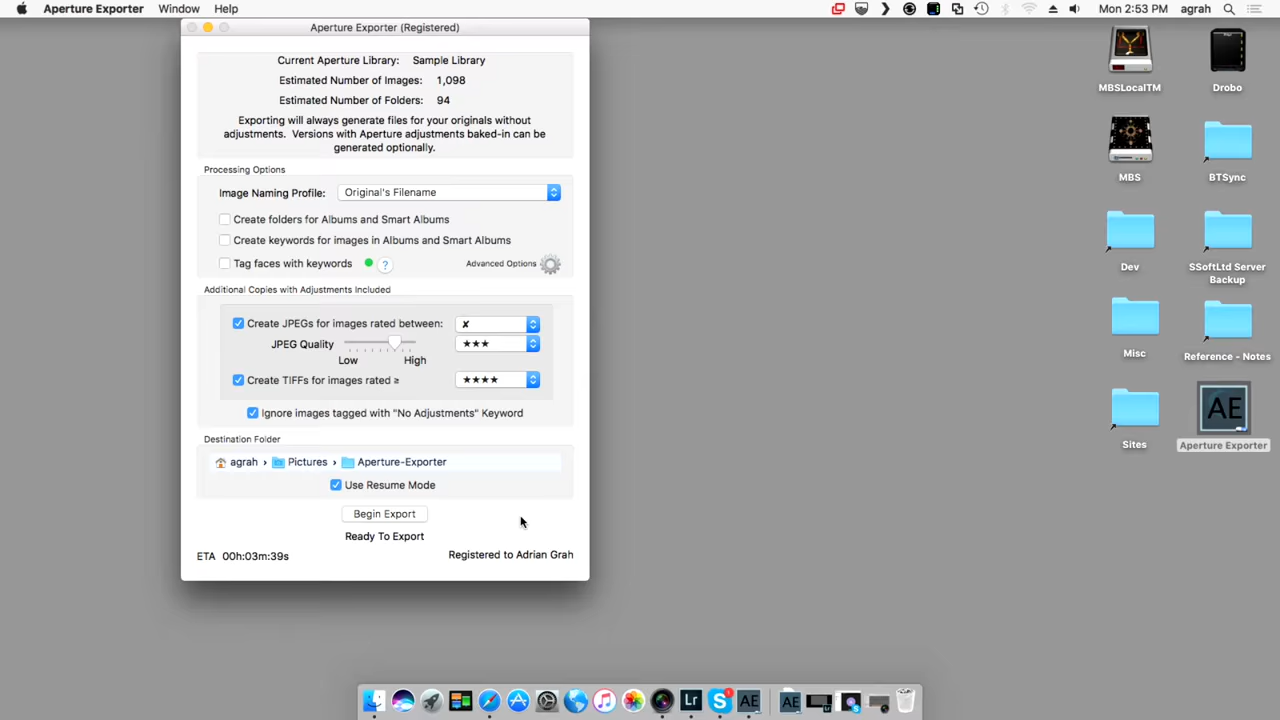 Aperture Exporter Window Help Mon 2:53 PM agrah
Aperture Exporter (Registered)
Current Aperture Library: Sample Library
Estimated Number of Images: 1,098
Estimated Number of Folders: 94
Exporting will always generate files for your originals without
adjustments. Versions with Aperture adjustments baked-in can be
generated optionally.
Processing Options
Image Naming Profile: Original's Filename
Create folders for Albums and Smart Albums
Create keywords for images in Albums and Smart Albums
Tag faces with keywords ? Advanced Options
Additional Copies with Adjustments Included
Create JPEGs for images rated between: ✘
JPEG Quality ★★★
Low High
Create TIFFs for images rated ≥ ★★★★
Ignore images tagged with "No Adjustments" Keyword
Destination Folder
agrah › Pictures › Aperture-Exporter
Use Resume Mode
Begin Export
Ready To Export
ETA 00h:03m:39s Registered to Adrian Grah
MBSLocalTM
Drobo
MBS
BTSync
Dev
SSoftLtd Server
Backup
Misc
Reference - Notes
Sites
AE
Aperture Exporter
Lr
AE
AE